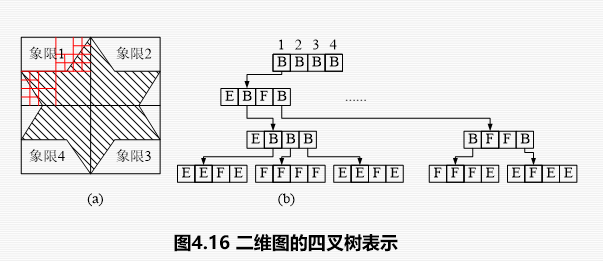 象限1 象限2
象限4 象限3
(a)
1 2 3 4
B B B B
E B F B ......
E B B B B F F B
E E F E F F F F E E F E F F F E E F E E
(b)
图4.16 二维图的四叉树表示